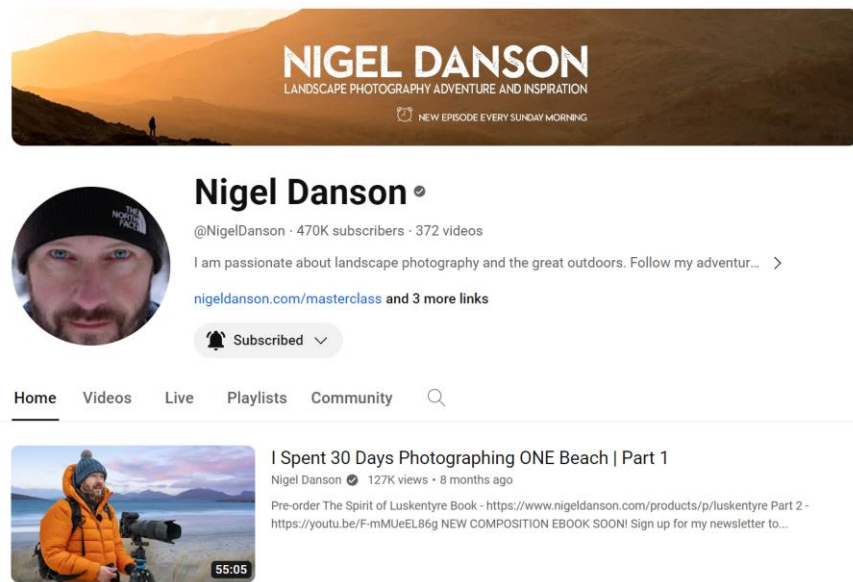 NIGEL DANSON
LANDSCAPE PHOTOGRAPHY ADVENTURE AND INSPIRATION
NEW EPISODE EVERY SUNDAY MORNING
THE
NORTH
FACE
Nigel Danson
@NigelDanson · 470K subscribers · 372 videos
I am passionate about landscape photography and the great outdoors. Follow my adventur...
nigeldanson.com/masterclass and 3 more links
Subscribed
Home Videos Live Playlists Community
I Spent 30 Days Photographing ONE Beach | Part 1
Nigel Danson 127K views • 8 months ago
Pre-order The Spirit of Luskentyre Book - https://www.nigeldanson.com/products/p/luskentyre Part 2 -
https://youtu.be/F-mMUeEL86g NEW COMPOSITION EBOOK SOON! Sign up for my newsletter to...
55:05